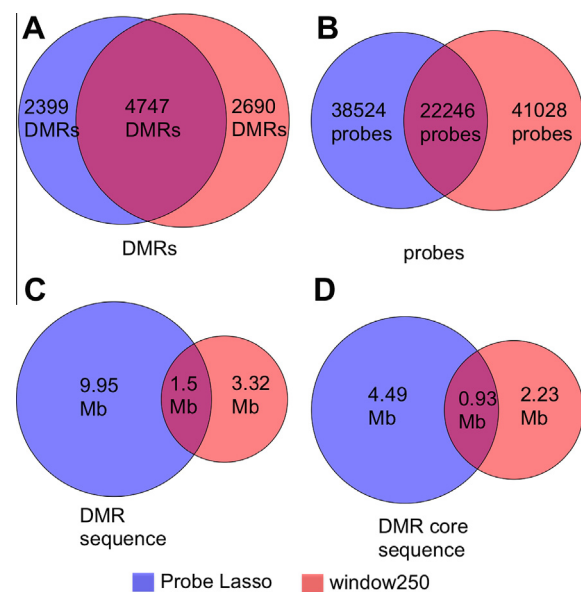 A
B
2399
DMRs
4747
DMRs
2690
DMRs
38524
probes
22246
probes
41028
probes
DMRs
probes
C
D
9.95
Mb
1.5
Mb
3.32
Mb
4.49
Mb
0.93
Mb
2.23
Mb
DMR
sequence
DMR core
sequence
Probe Lasso
window250